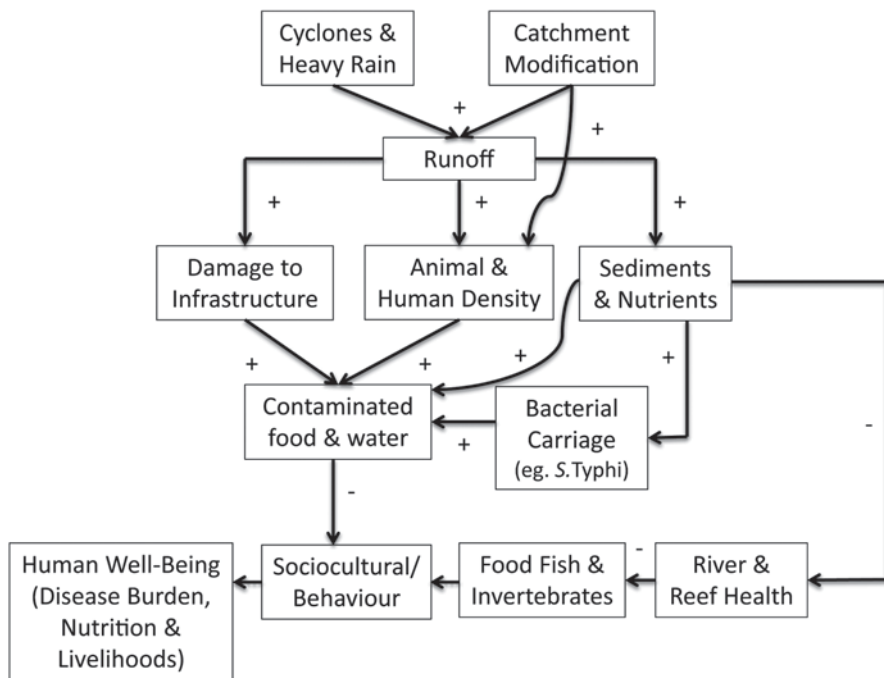 Cyclones &
Heavy Rain
Catchment
Modification
+
+
+
Runoff
+
+
+
Damage to
Infrastructure
Animal &
Human Density
Sediments
& Nutrients
+
+
+
+
Contaminated
food & water
+
Bacterial
Carriage
(eg. S.Typhi)
-
-
Human Well-Being
(Disease Burden,
Nutrition &
Livelihoods)
Sociocultural/
Behaviour
Food Fish &
Invertebrates
-
River &
Reef Health